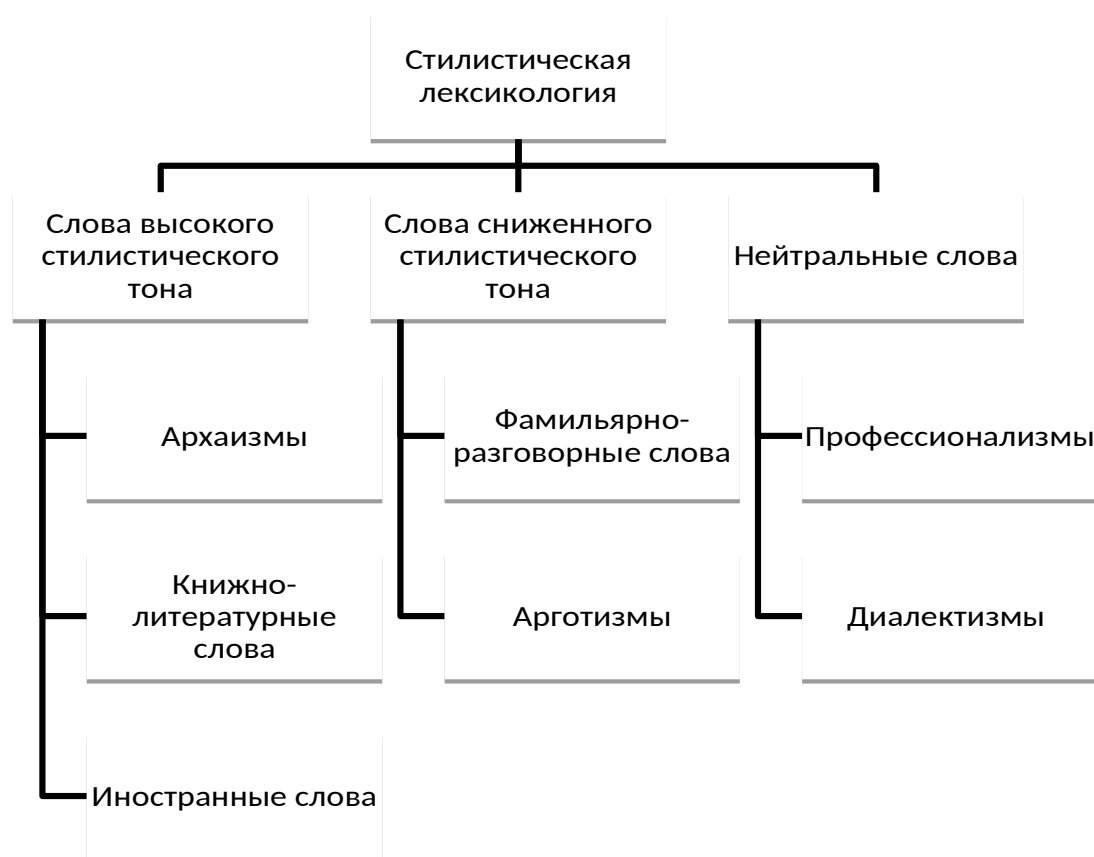 Стилистическая
лексикология
Слова высокого
стилистического
тона
Слова сниженного
стилистического
тона
Нейтральные слова
Архаизмы
Фамильярно-
разговорные слова
Профессионализмы
Книжно-
литературные
слова
Арготизмы
Диалектизмы
Иностранные слова